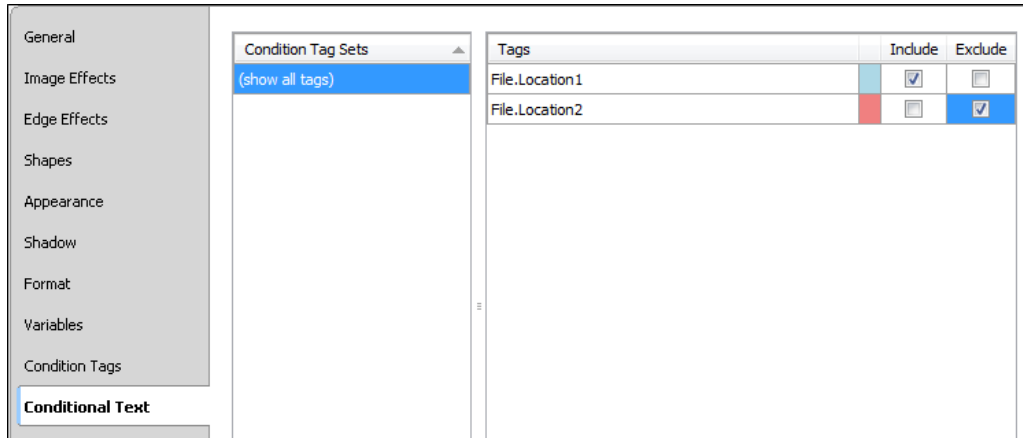 General
Image Effects
Edge Effects
Shapes
Appearance
Shadow
Format
Variables
Condition Tags
Conditional Text
Condition Tag Sets
(show all tags)
Tags Include Exclude
File.Location1
File.Location2